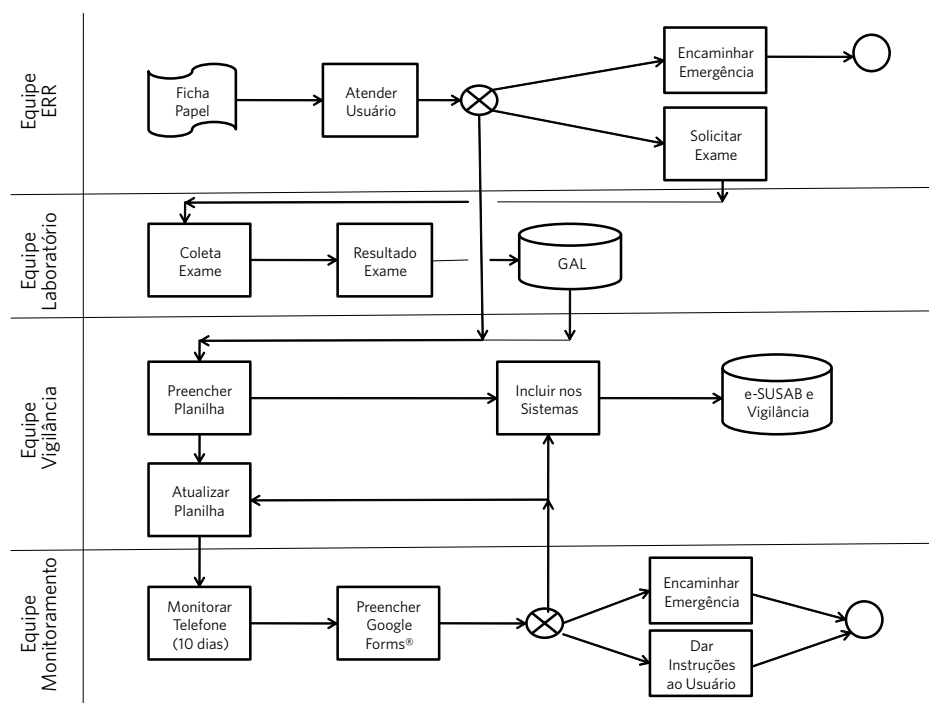 Equipe
ERR
Ficha
Papel
Atender
Usuário
Encaminhar
Emergência
Solicitar
Exame
Equipe
Laboratório
Coleta
Exame
Resultado
Exame
GAL
Equipe
Vigilância
Preencher
Planilha
Incluir nos
Sistemas
e-SUSAB e
Vigilância
Atualizar
Planilha
Equipe
Monitoramento
Monitorar
Telefone
(10 dias)
Preencher
Google
Forms®
Encaminhar
Emergência
Dar
Instruções
ao Usuário